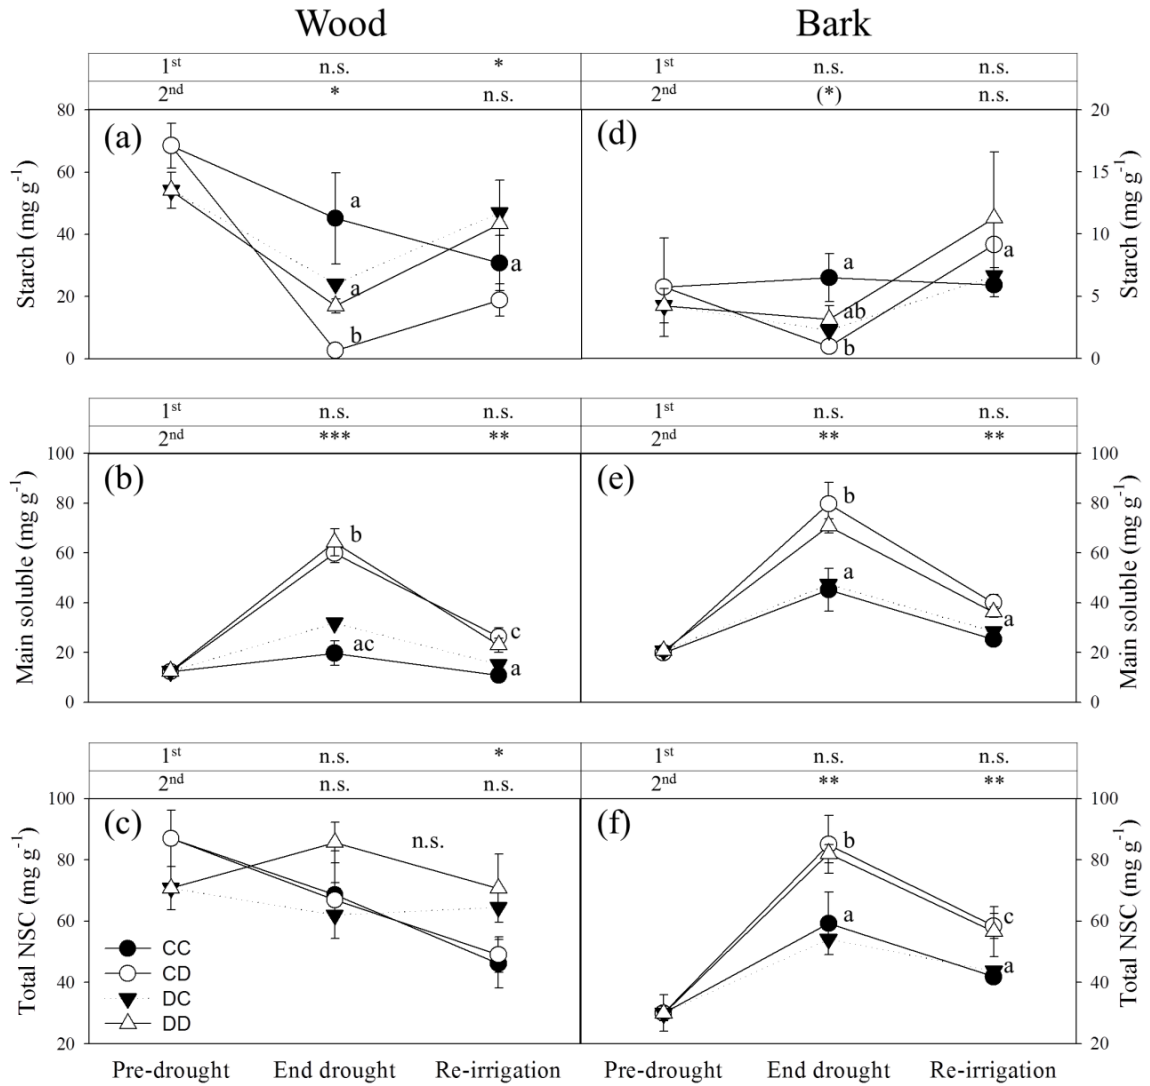 Wood Bark
1st n.s. * 1st n.s. n.s.
2nd * n.s. 2nd (*) n.s.
80 (a) (d) 20
60 a a 15
40 a a 10
20 a ab 5
0 b b 0
Starch (mg g-1) Starch (mg g-1)
1st n.s. n.s. 1st n.s. n.s.
2nd *** ** 2nd ** **
100 (b) (e) 100
80 b 80
60 b 60
40 a 40
20 ac c a 20
0 a 0
Main soluble (mg g-1) Main soluble (mg g-1)
1st n.s. * 1st n.s. n.s.
2nd n.s. n.s. 2nd ** **
100 (c) (f) 100
80 n.s. b 80
60 a c 60
40 a 40
20 20
Total NSC (mg g-1) Total NSC (mg g-1)
CC
CD
DC
DD
Pre-drought End drought Re-irrigation Pre-drought End drought Re-irrigation